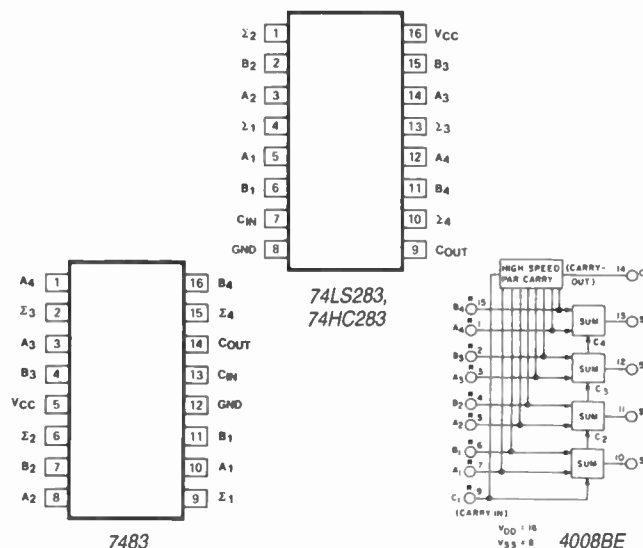 Σ2 1 16 VCC
B2 2 15 B3
A2 3 14 A3
Σ1 4 13 Σ3
A1 5 12 A4
B1 6 11 B4
CIN 7 10 Σ4
GND 8 9 COUT
74LS283,
74HC283
A4 1 16 B4
Σ3 2 15 Σ4
A3 3 14 COUT
B3 4 13 CIN
VCC 5 12 GND
Σ2 6 11 B1
B2 7 10 A1
A2 8 9 Σ1
7483
HIGH SPEED
PAR CARRY
(CARRY-
OUT)
14
B4 15
A4 1
SUM 13
C4
B3 2
A3 3
SUM 12
C3
B2 4
A2 5
SUM 11
C2
B1 6
A1 7
SUM 10
C1 9
(CARRY IN)
VDD = 16
VSS = 8
4008BE